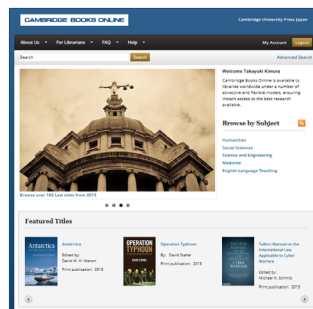 CAMBRIDGE BOOKS ONLINE
Cambridge University Press Japan
About Us
For Librarians
FAQ
Help
My Account
Logout
Search
Search
Advanced Search
Welcome Takayuki Kimura
Cambridge Books Online is available to
libraries worldwide under a number of
attractive and flexible models, ensuring
instant access to the best research
available.
Browse by Subject
Humanities
Social Sciences
Science and Engineering
Medicine
English Language Teaching
Browse over 100 Law titles from 2013
Featured Titles
Antarctica
Antarctica
Edited by:
David W. H. Walton
Print publication: 2013
OPERATION
TYPHOON
Operation Typhoon
By: David Stahel
Print publication: 2013
CYBER
WARFARE
Tallinn Manual on the
International Law
Applicable to Cyber
Warfare
Edited by:
Michael N. Schmitt
Print publication: 2013